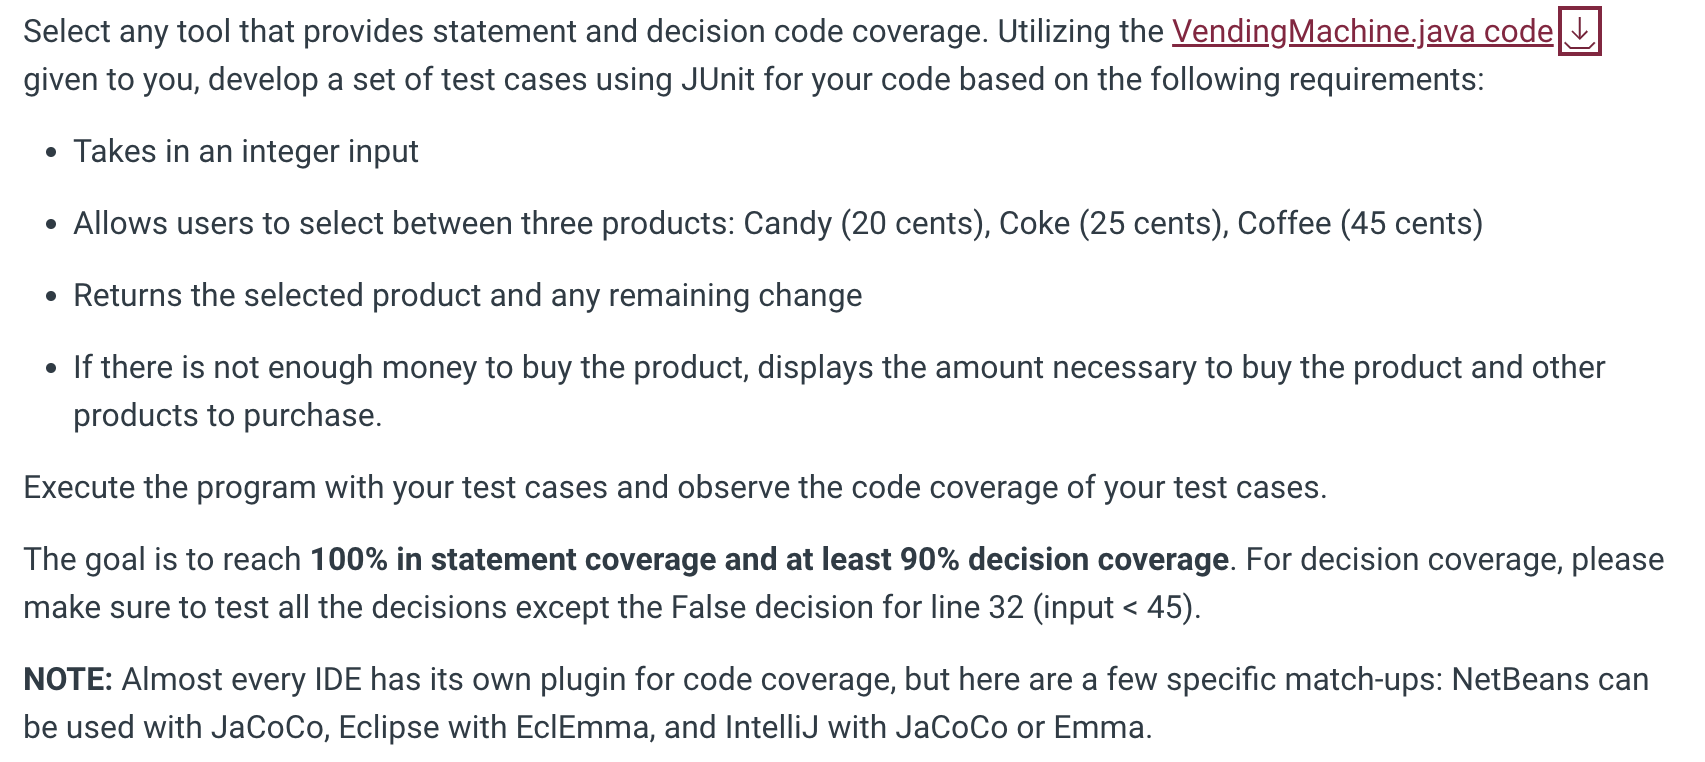 Select any tool that provides statement and decision code coverage. Utilizing the VendingMachine.java code
given to you, develop a set of test cases using JUnit for your code based on the following requirements:
• Takes in an integer input
• Allows users to select between three products: Candy (20 cents), Coke (25 cents), Coffee (45 cents)
• Returns the selected product and any remaining change
• If there is not enough money to buy the product, displays the amount necessary to buy the product and other
products to purchase.
Execute the program with your test cases and observe the code coverage of your test cases.
The goal is to reach 100% in statement coverage and at least 90% decision coverage. For decision coverage, please
make sure to test all the decisions except the False decision for line 32 (input < 45).
NOTE: Almost every IDE has its own plugin for code coverage, but here are a few specific match-ups: NetBeans can
be used with JaCoCo, Eclipse with EclEmma, and IntelliJ with JaCoCo or Emma.